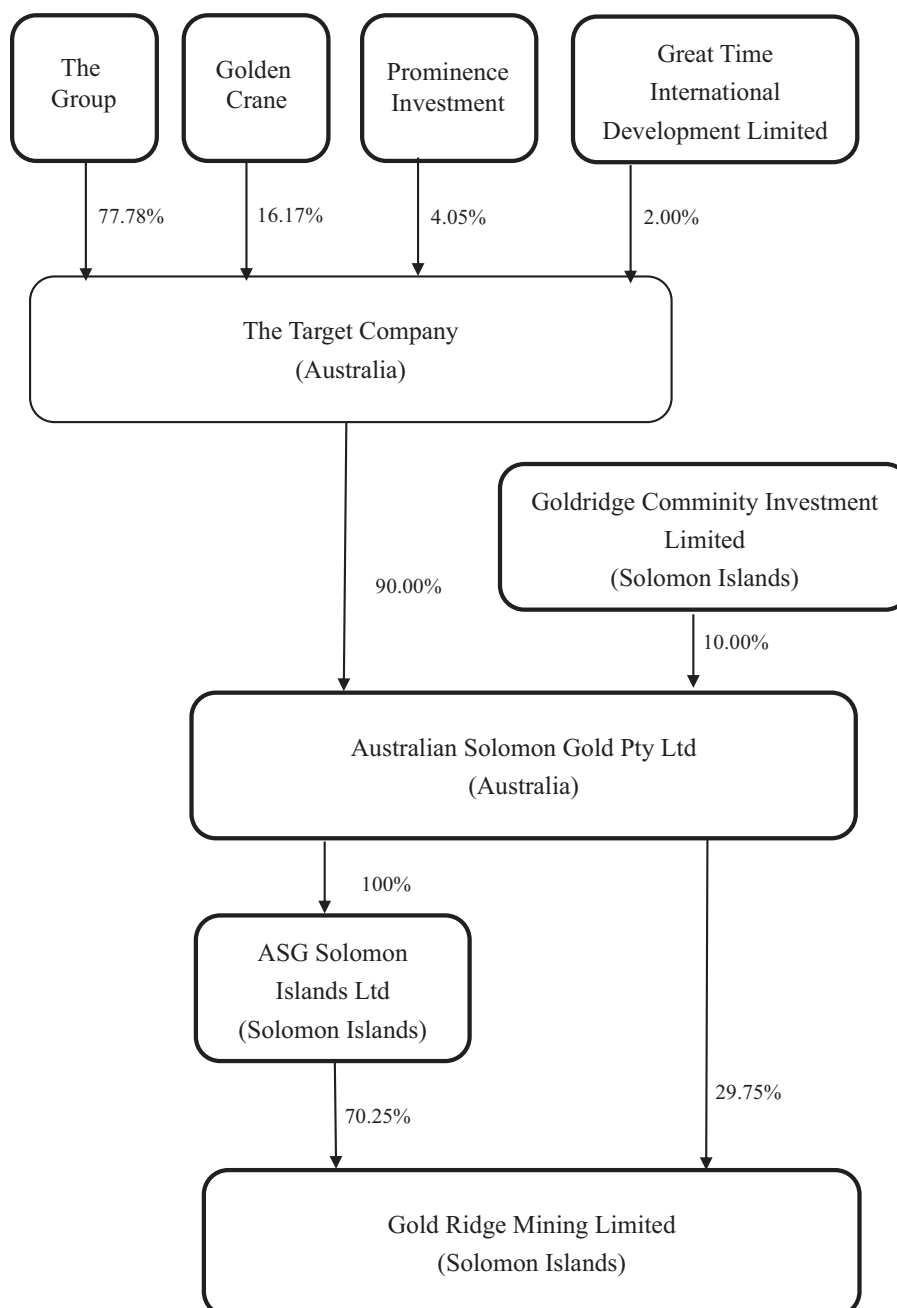 The
Group
Golden
Crane
Prominence
Investment
Great Time
International
Development Limited
77.78%
16.17%
4.05%
2.00%
The Target Company
(Australia)
Goldridge Comminity Investment
Limited
(Solomon Islands)
90.00%
10.00%
Australian Solomon Gold Pty Ltd
(Australia)
100%
ASG Solomon
Islands Ltd
(Solomon Islands)
70.25%
29.75%
Gold Ridge Mining Limited
(Solomon Islands)